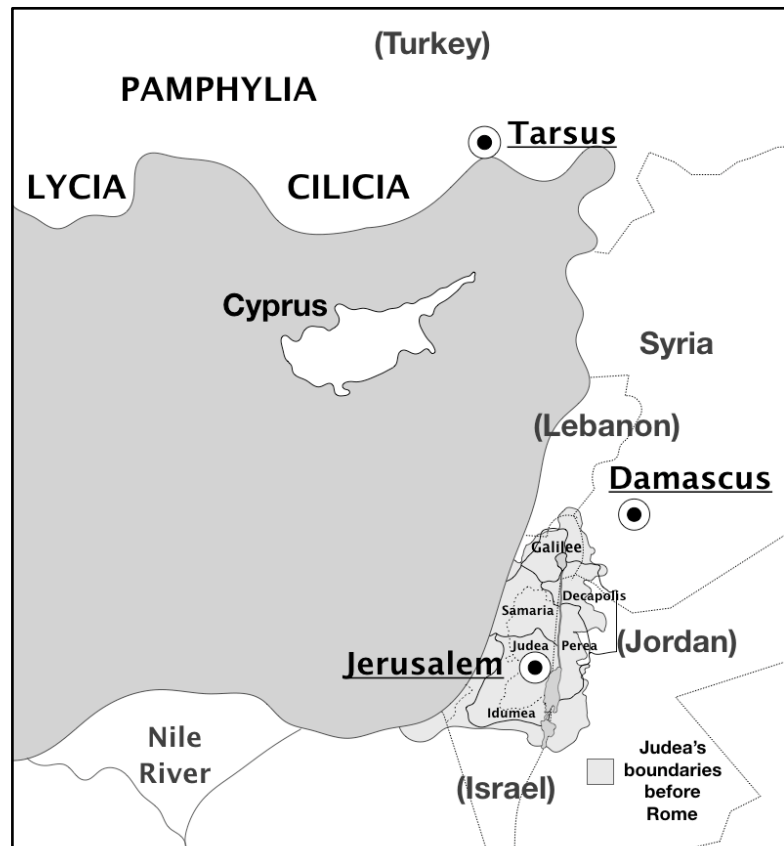 (Turkey)
PAMPHYLIA
Tarsus
LYCIA
CILICIA
Cyprus
Syria
(Lebanon)
Damascus
Galilee
Decapolis
Samaria
(Jordan)
Judea
Perea
Jerusalem
Idumea
Nile
River
(Israel)
Judea's
boundaries
before
Rome